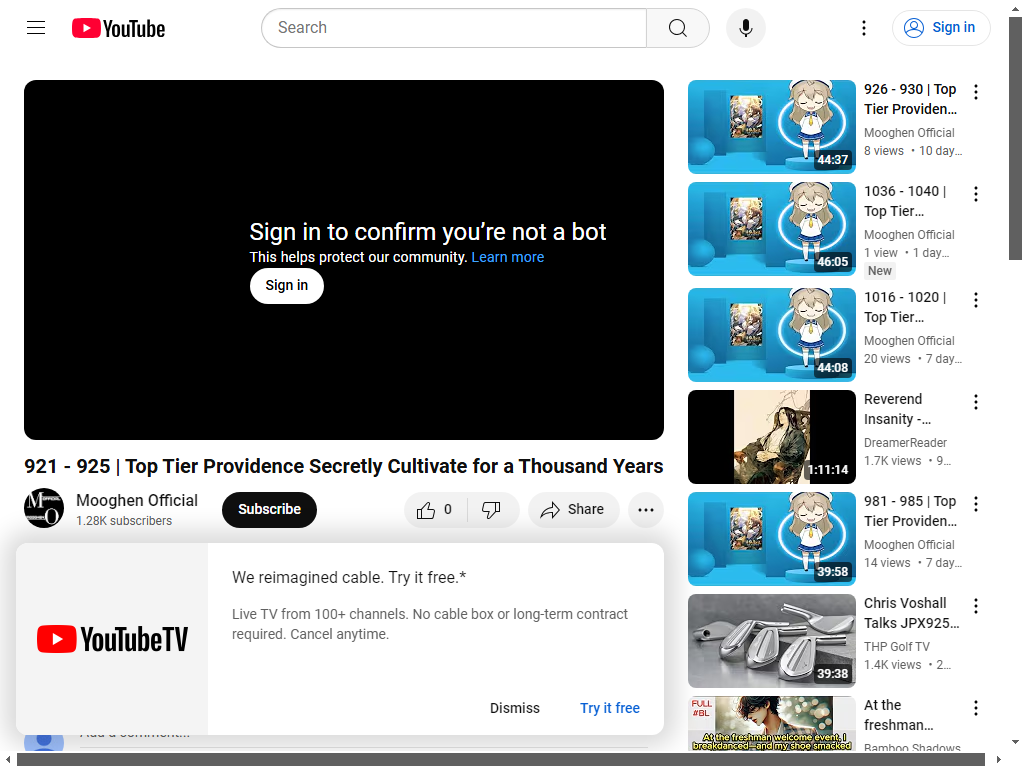 YouTube
Search
Sign in
Sign in to confirm you’re not a bot
This helps protect our community. Learn more
Sign in
921 - 925 | Top Tier Providence Secretly Cultivate for a Thousand Years
Mooghen Official
1.28K subscribers
Subscribe
0
Share
We reimagined cable. Try it free.*
Live TV from 100+ channels. No cable box or long-term contract
required. Cancel anytime.
YouTubeTV
Dismiss
Try it free
Add a comment...
44:37
926 - 930 | Top
Tier Providen...
Mooghen Official
8 views • 10 day...
46:05
1036 - 1040 |
Top Tier...
Mooghen Official
1 view • 1 day...
New
44:08
1016 - 1020 |
Top Tier...
Mooghen Official
20 views • 7 day...
1:11:14
Reverend
Insanity -...
DreamerReader
1.7K views • 9...
39:58
981 - 985 | Top
Tier Providen...
Mooghen Official
14 views • 7 day...
39:38
Chris Voshall
Talks JPX925...
THP Golf TV
1.4K views • 2...
FULL
#BL
At the freshman welcome event, I
breakdanced—and my shoe smacked
At the
freshman...
Bamboo Shadows